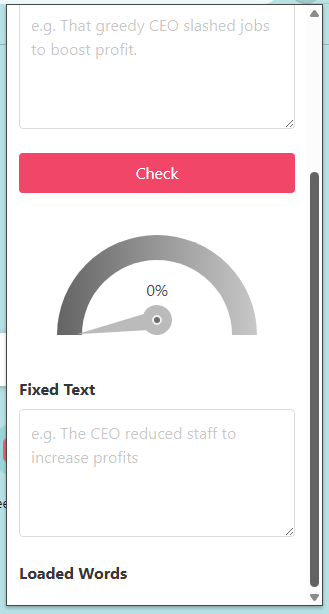 e.g. That greedy CEO slashed jobs
to boost profit.
Check
0%
Fixed Text
e.g. The CEO reduced staff to
increase profits
Loaded Words